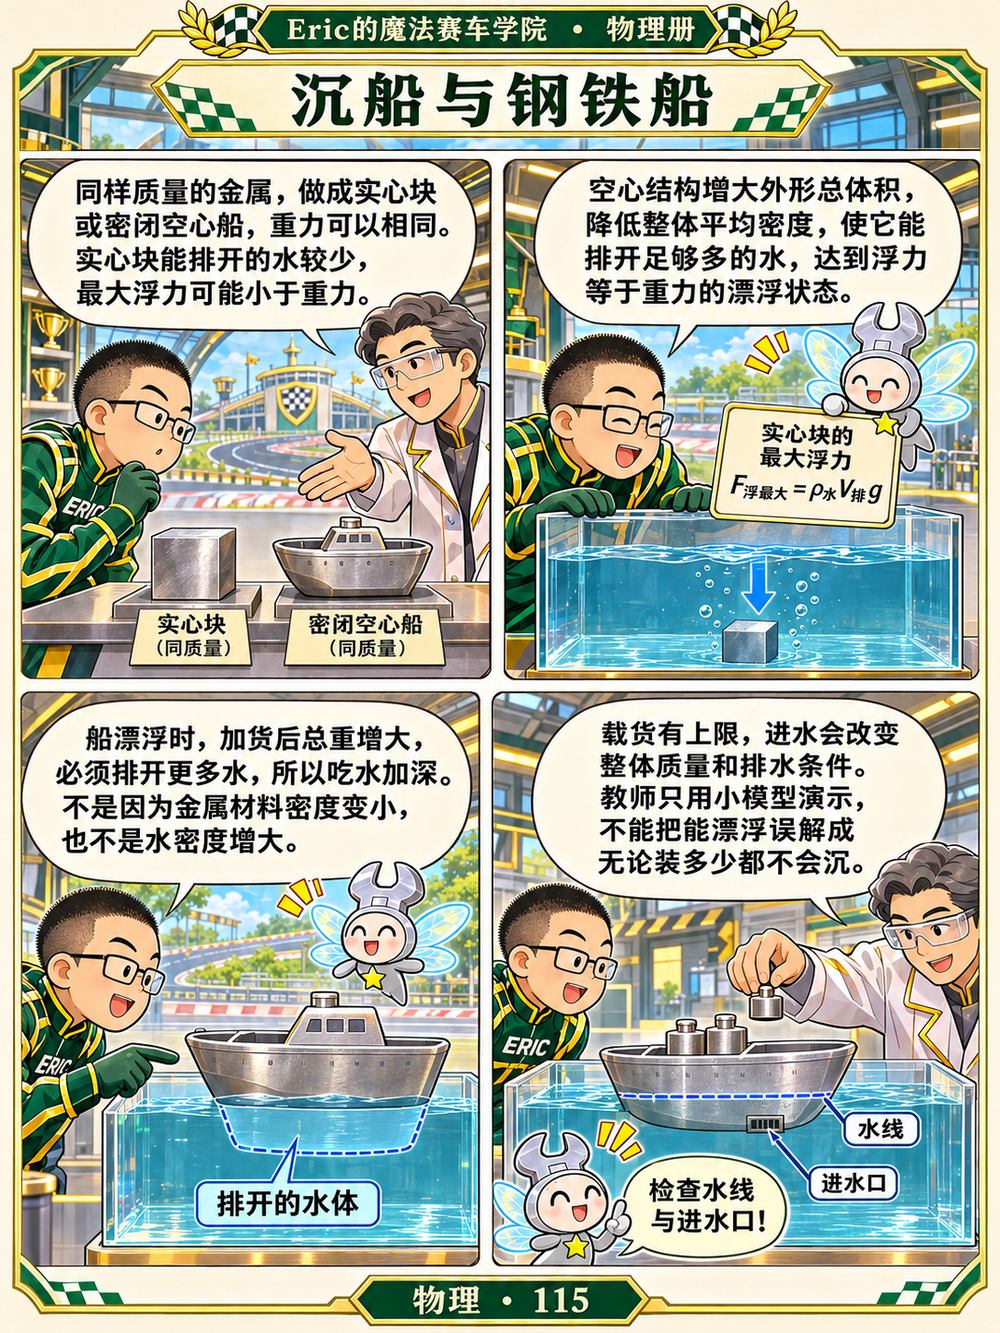 Eric的魔法赛车学院 · 物理册
沉船与钢铁船
同样质量的金属，做成实心块
或密闭空心船，重力可以相同。
实心块能排开的水较少，
最大浮力可能小于重力。
ERIC
实心块
（同质量）
密闭空心船
（同质量）
空心结构增大外形总体积，
降低整体平均密度，使它能
排开足够多的水，达到浮力
等于重力的漂浮状态。
实心块的
最大浮力
F浮最大 = ρ水 V排 g
船漂浮时，加货后总重增大，
必须排开更多水，所以吃水加深。
不是因为金属材料密度变小，
也不是水密度增大。
ERIC
排开的水体
载货有上限，进水会改变
整体质量和排水条件。
教师只用小模型演示，
不能把能漂浮误解成
无论装多少都不会沉。
ERIC
水线
进水口
检查水线
与进水口！
物理 · 115